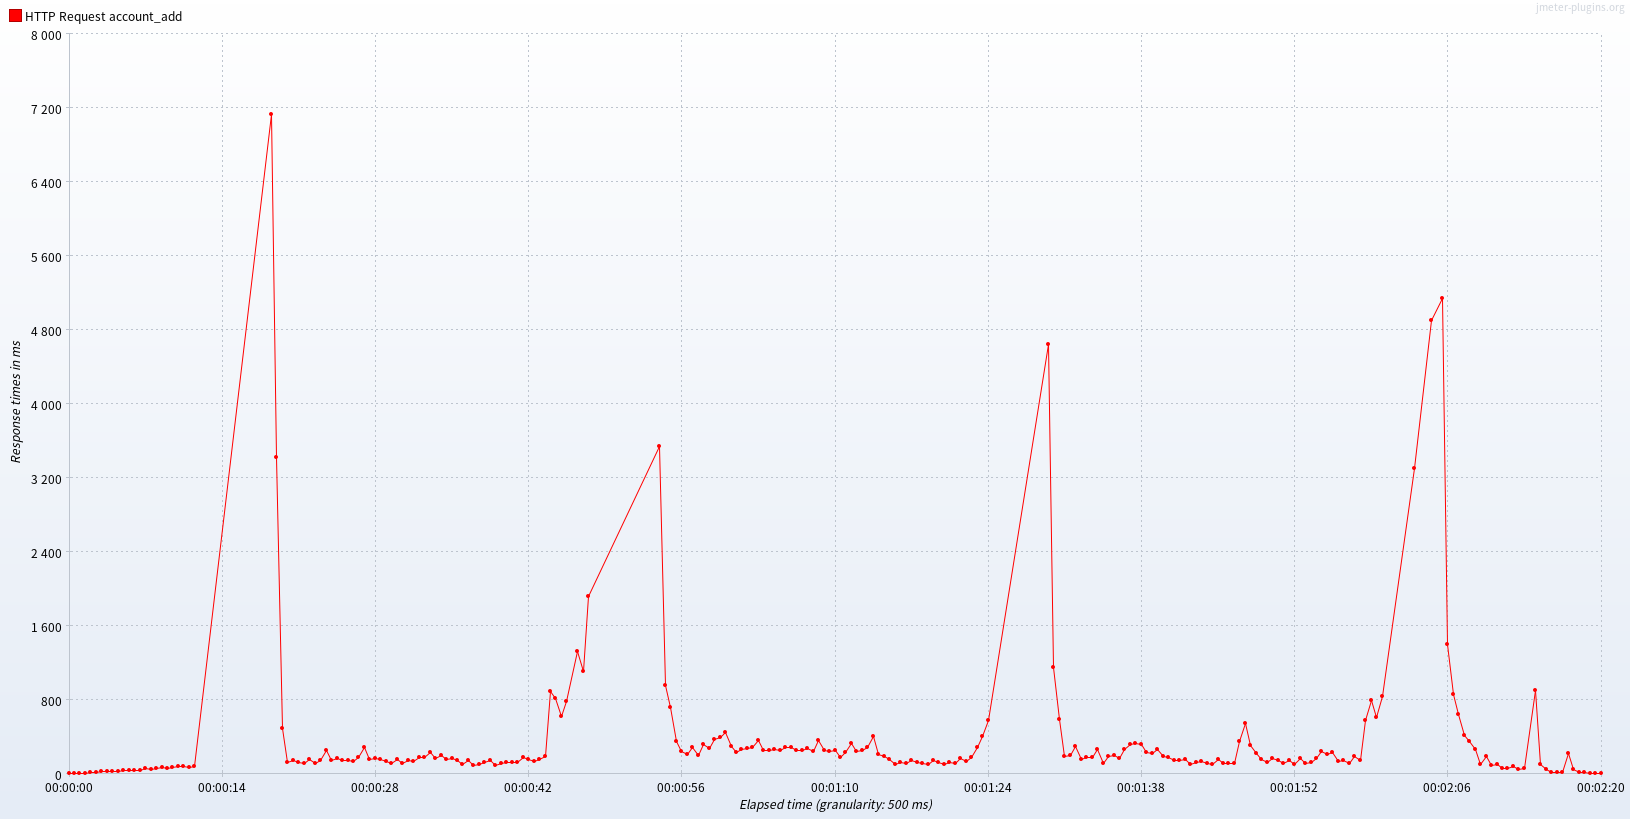 HTTP Request account_add
jmeter-plugins.org
8 000
7 200
6 400
5 600
4 800
4 000
3 200
2 400
1 600
800
0
Response times in ms
00:00:00 00:00:14 00:00:28 00:00:42 00:00:56 00:01:10 00:01:24 00:01:38 00:01:52 00:02:06 00:02:20
Elapsed time (granularity: 500 ms)